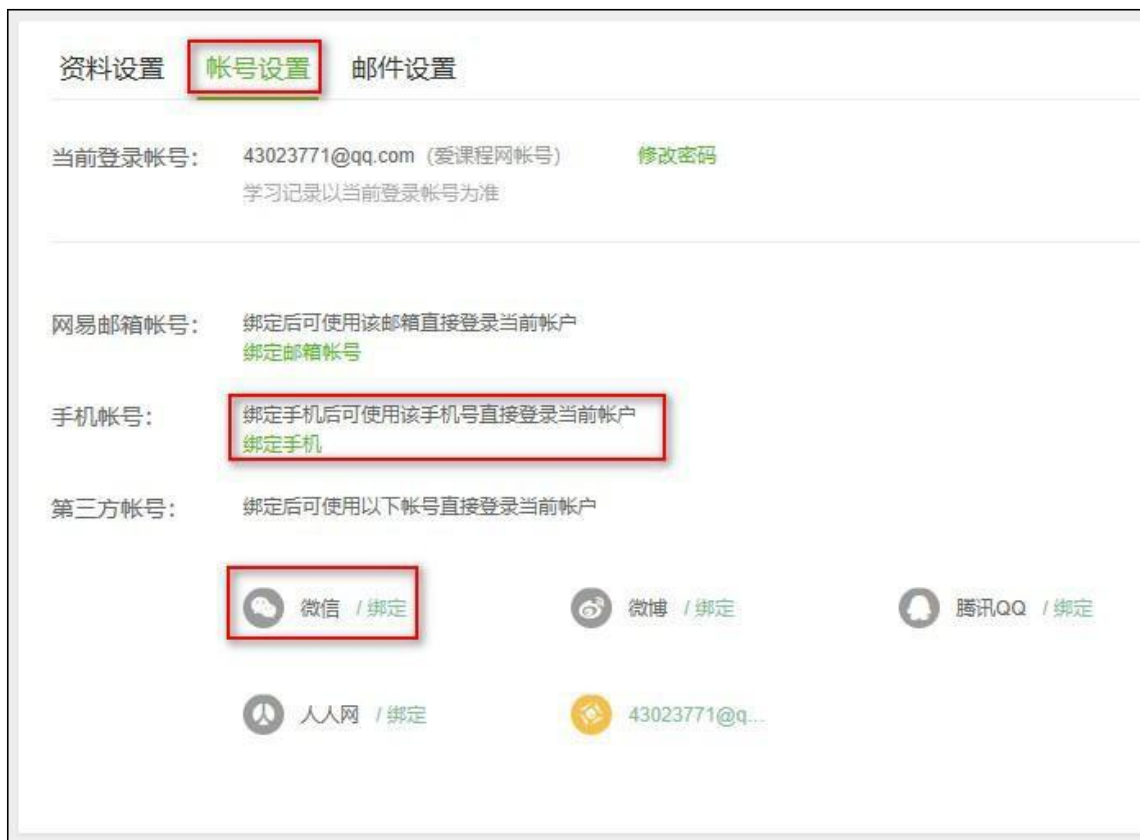 资料设置 帐号设置 邮件设置
当前登录帐号： 43023771@qq.com (爱课程网帐号) 修改密码
学习记录以当前登录帐号为准
网易邮箱帐号： 绑定后可使用该邮箱直接登录当前帐户
绑定邮箱帐号
手机帐号： 绑定手机后可使用该手机号直接登录当前帐户
绑定手机
第三方帐号： 绑定后可使用以下帐号直接登录当前帐户
微信 / 绑定 微博 / 绑定 腾讯QQ / 绑定
人人网 / 绑定 43023771@q...